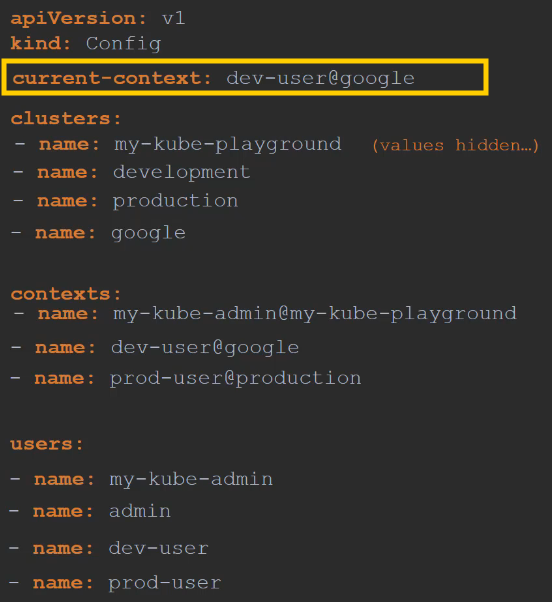 apiVersion: v1
kind: Config
current-context: dev-user@google
clusters:
- name: my-kube-playground (values hidden…)
- name: development
- name: production
- name: google
contexts:
- name: my-kube-admin@my-kube-playground
- name: dev-user@google
- name: prod-user@production
users:
- name: my-kube-admin
- name: admin
- name: dev-user
- name: prod-user